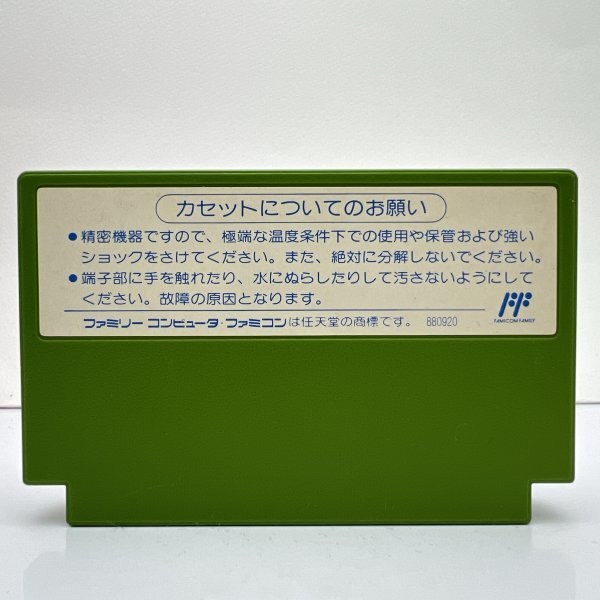 カセットについてのお願い
●精密機器ですので、極端な温度条件下での使用や保管および強い
ショックをさけてください。また、絶対に分解しないでください。
●端子部に手を触れたり、水にぬらしたりして汚さないようにして
ください。故障の原因となります。
FAMICOM FAMILY
ファミリー コンピュータ・ファミコンは任天堂の商標です。 880920